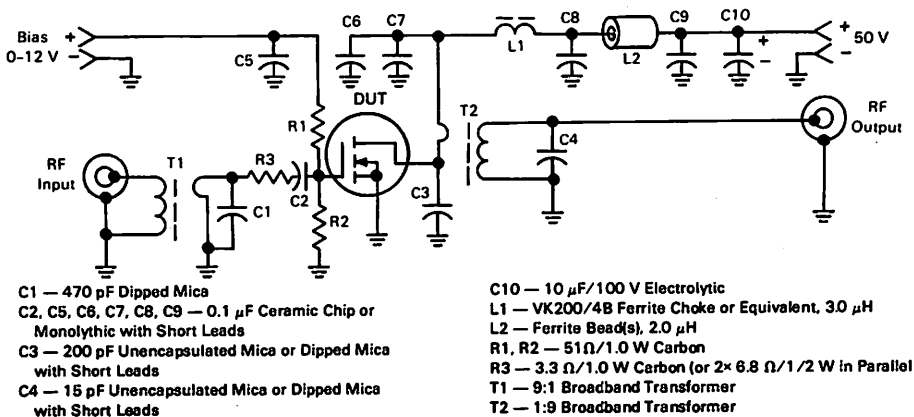 C6 C7
C8 C9 C10
Bias +
0–12 V –
C5
L1
L2
+
–
+
–
50 V
DUT
T2
R1
RF
Output
RF
Input
T1
R3
C2
C4
C3
C1
R2
C1 — 470 pF Dipped Mica
C2, C5, C6, C7, C8, C9 — 0.1 μF Ceramic Chip or
Monolythic with Short Leads
C3 — 200 pF Unencapsulated Mica or Dipped Mica
with Short Leads
C4 — 15 pF Unencapsulated Mica or Dipped Mica
with Short Leads
C10 — 10 μF/100 V Electrolytic
L1 — VK200/4B Ferrite Choke or Equivalent, 3.0 μH
L2 — Ferrite Bead(s), 2.0 μH
R1, R2 — 51Ω/1.0 W Carbon
R3 — 3.3 Ω/1.0 W Carbon (or 2× 6.8 Ω/1/2 W in Parallel
T1 — 9:1 Broadband Transformer
T2 — 1:9 Broadband Transformer